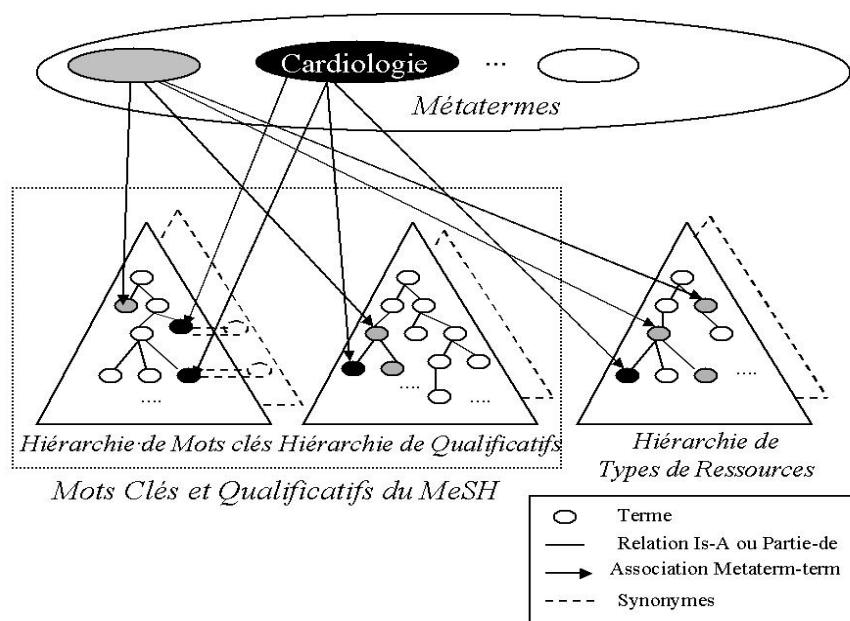 Cardiologie
...
Métatermes
....
....
....
....
Hiérarchie de Mots clés
Hiérarchie de Qualificatifs
Hiérarchie de
Types de Ressources
Mots Clés et Qualificatifs du MeSH
Terme
Relation Is-A ou Partie-de
Association Metaterm-term
Synonymes